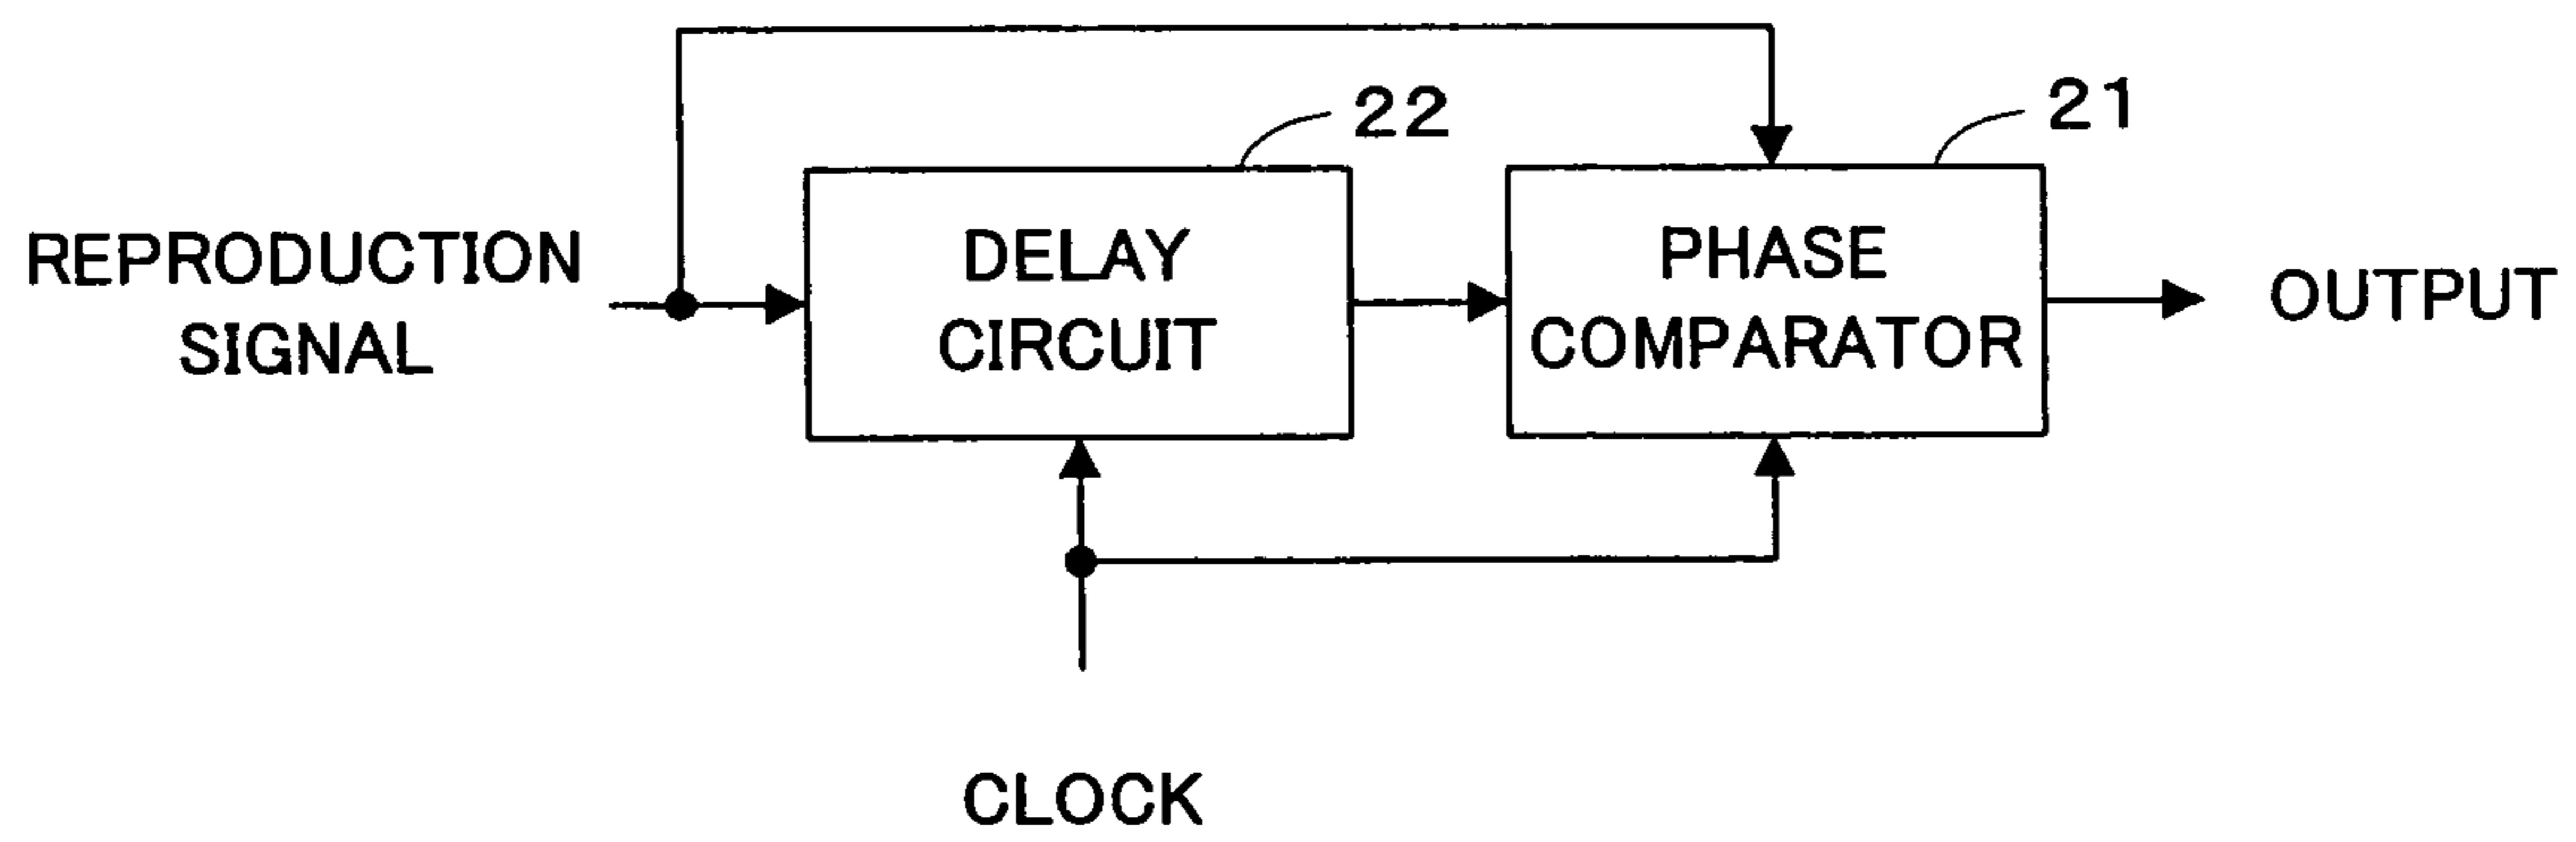 22
21
REPRODUCTION
SIGNAL
DELAY
CIRCUIT
PHASE
COMPARATOR
OUTPUT
CLOCK